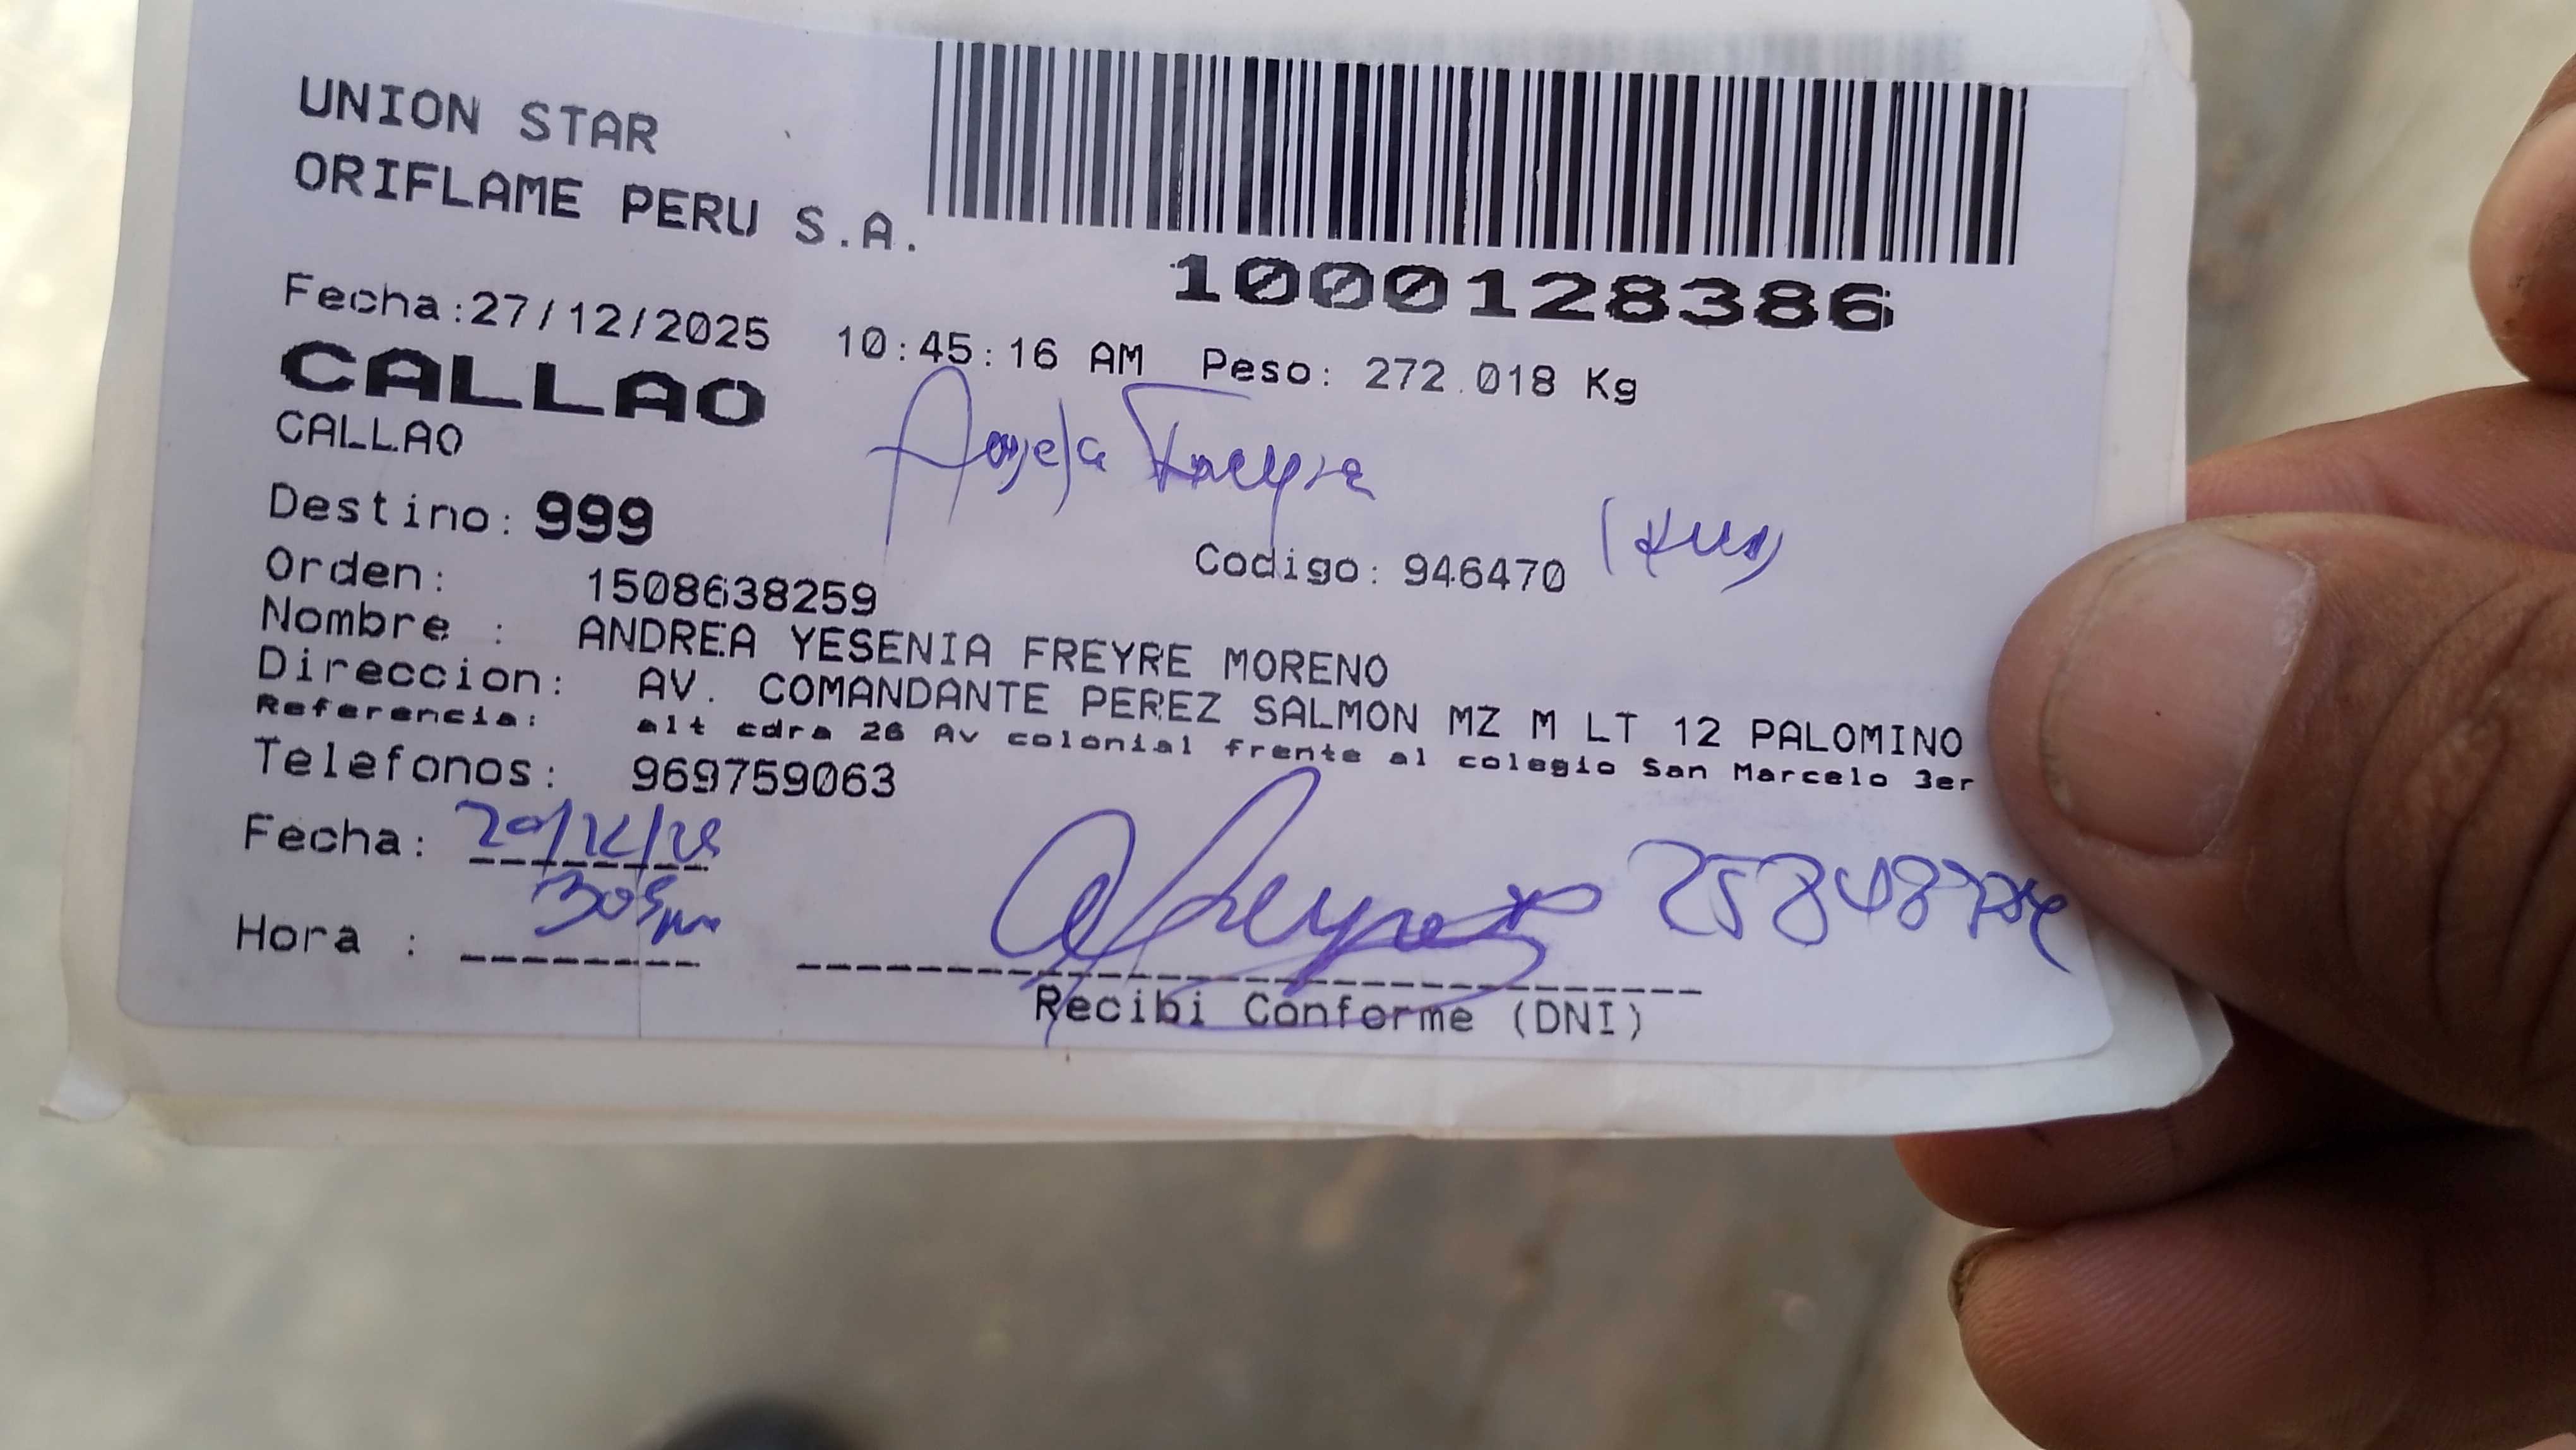 UNION STAR
ORIFLAME PERU S.A.
1000128386
Fecha:27/12/2025 10:45:16 AM Peso: 272.018 Kg
CALLAO
CALLAO
Angela Freyre
Destino: 999
Orden: 1508638259 Codigo: 946470
Nombre : ANDREA YESENIA FREYRE MORENO
Direccion: AV. COMANDANTE PEREZ SALMON MZ M LT 12 PALOMINO
Referencia: alt cdra 26 Av colonial frente al colegio San Marcelo 3er
Telefonos: 969759063
Fecha:
Hora : 305pm
Recibi Conforme (DNI)